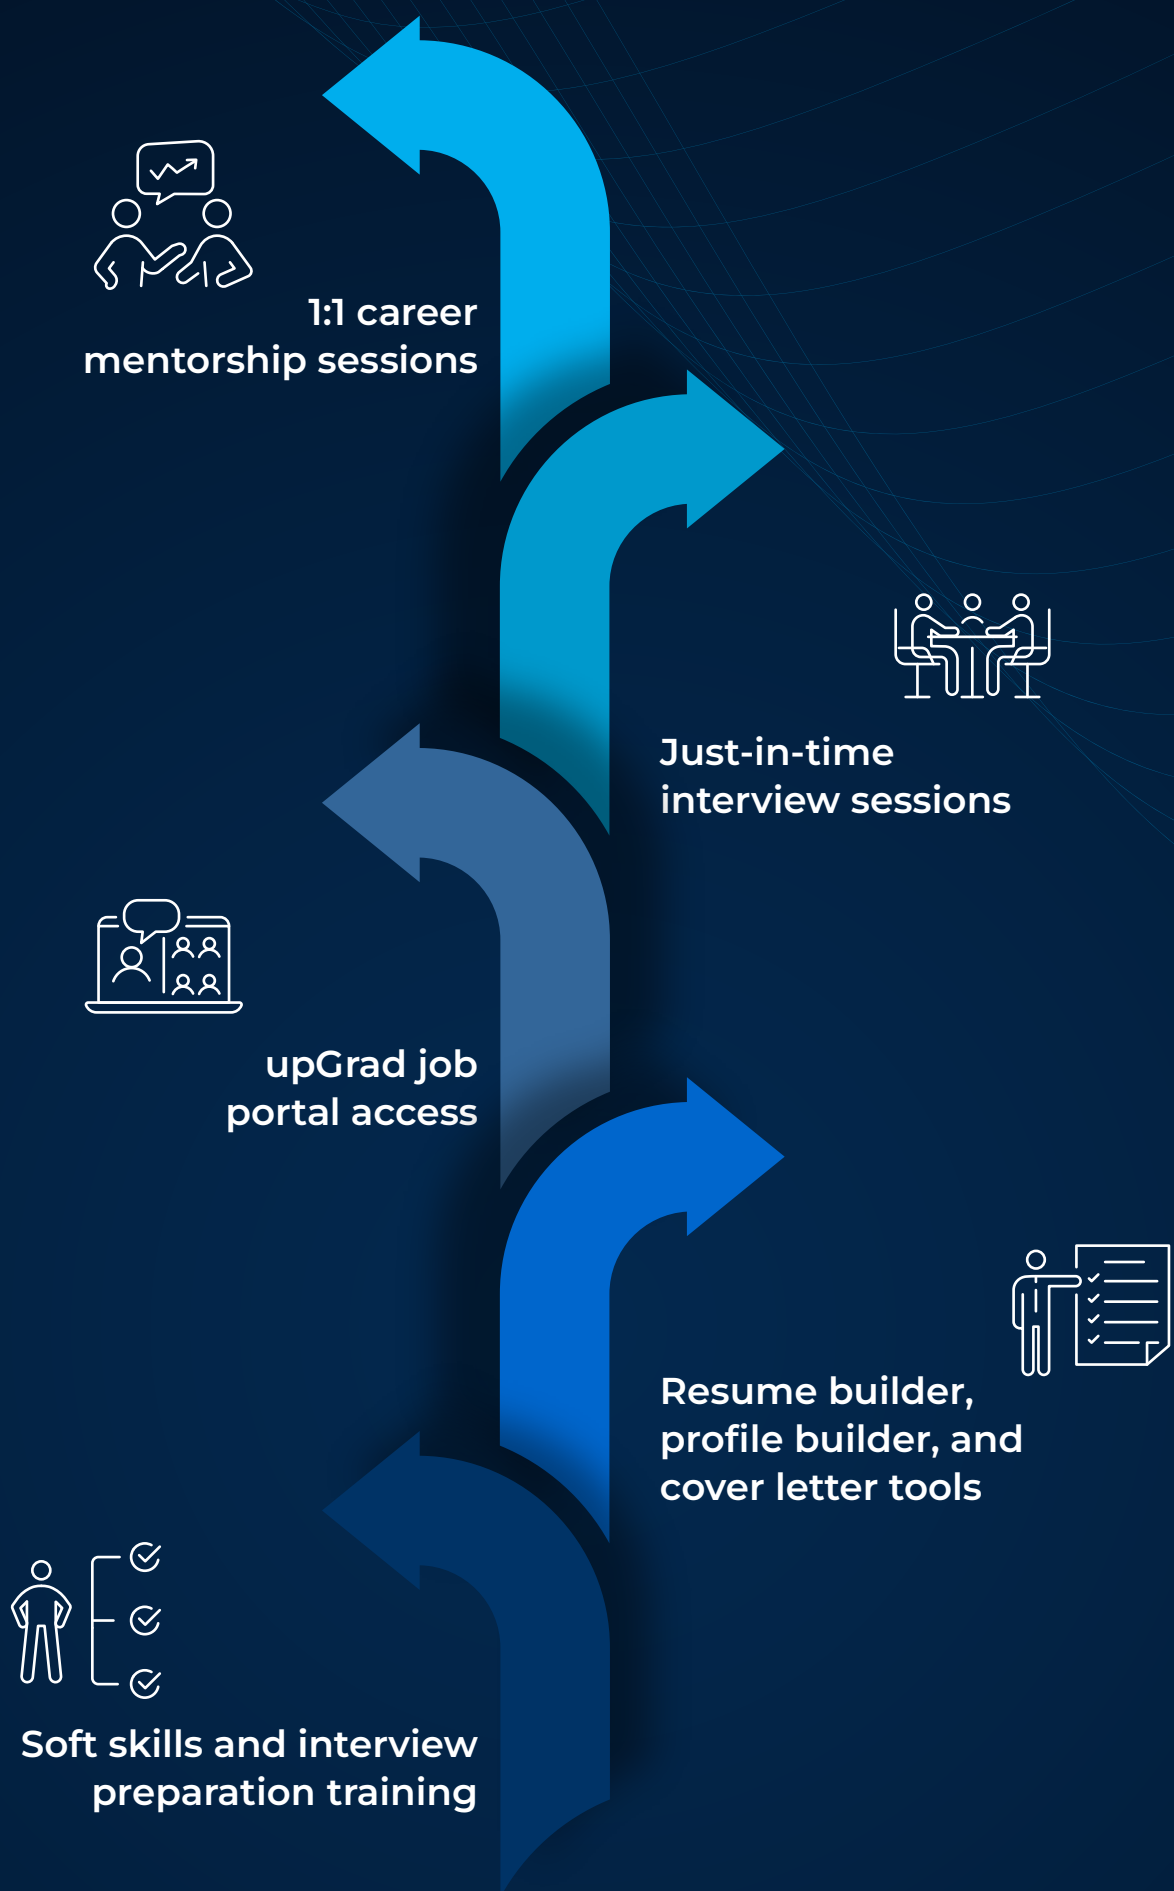 1:1 career
mentorship sessions
Just-in-time
interview sessions
upGrad job
portal access
Resume builder,
profile builder, and
cover letter tools
Soft skills and interview
preparation training